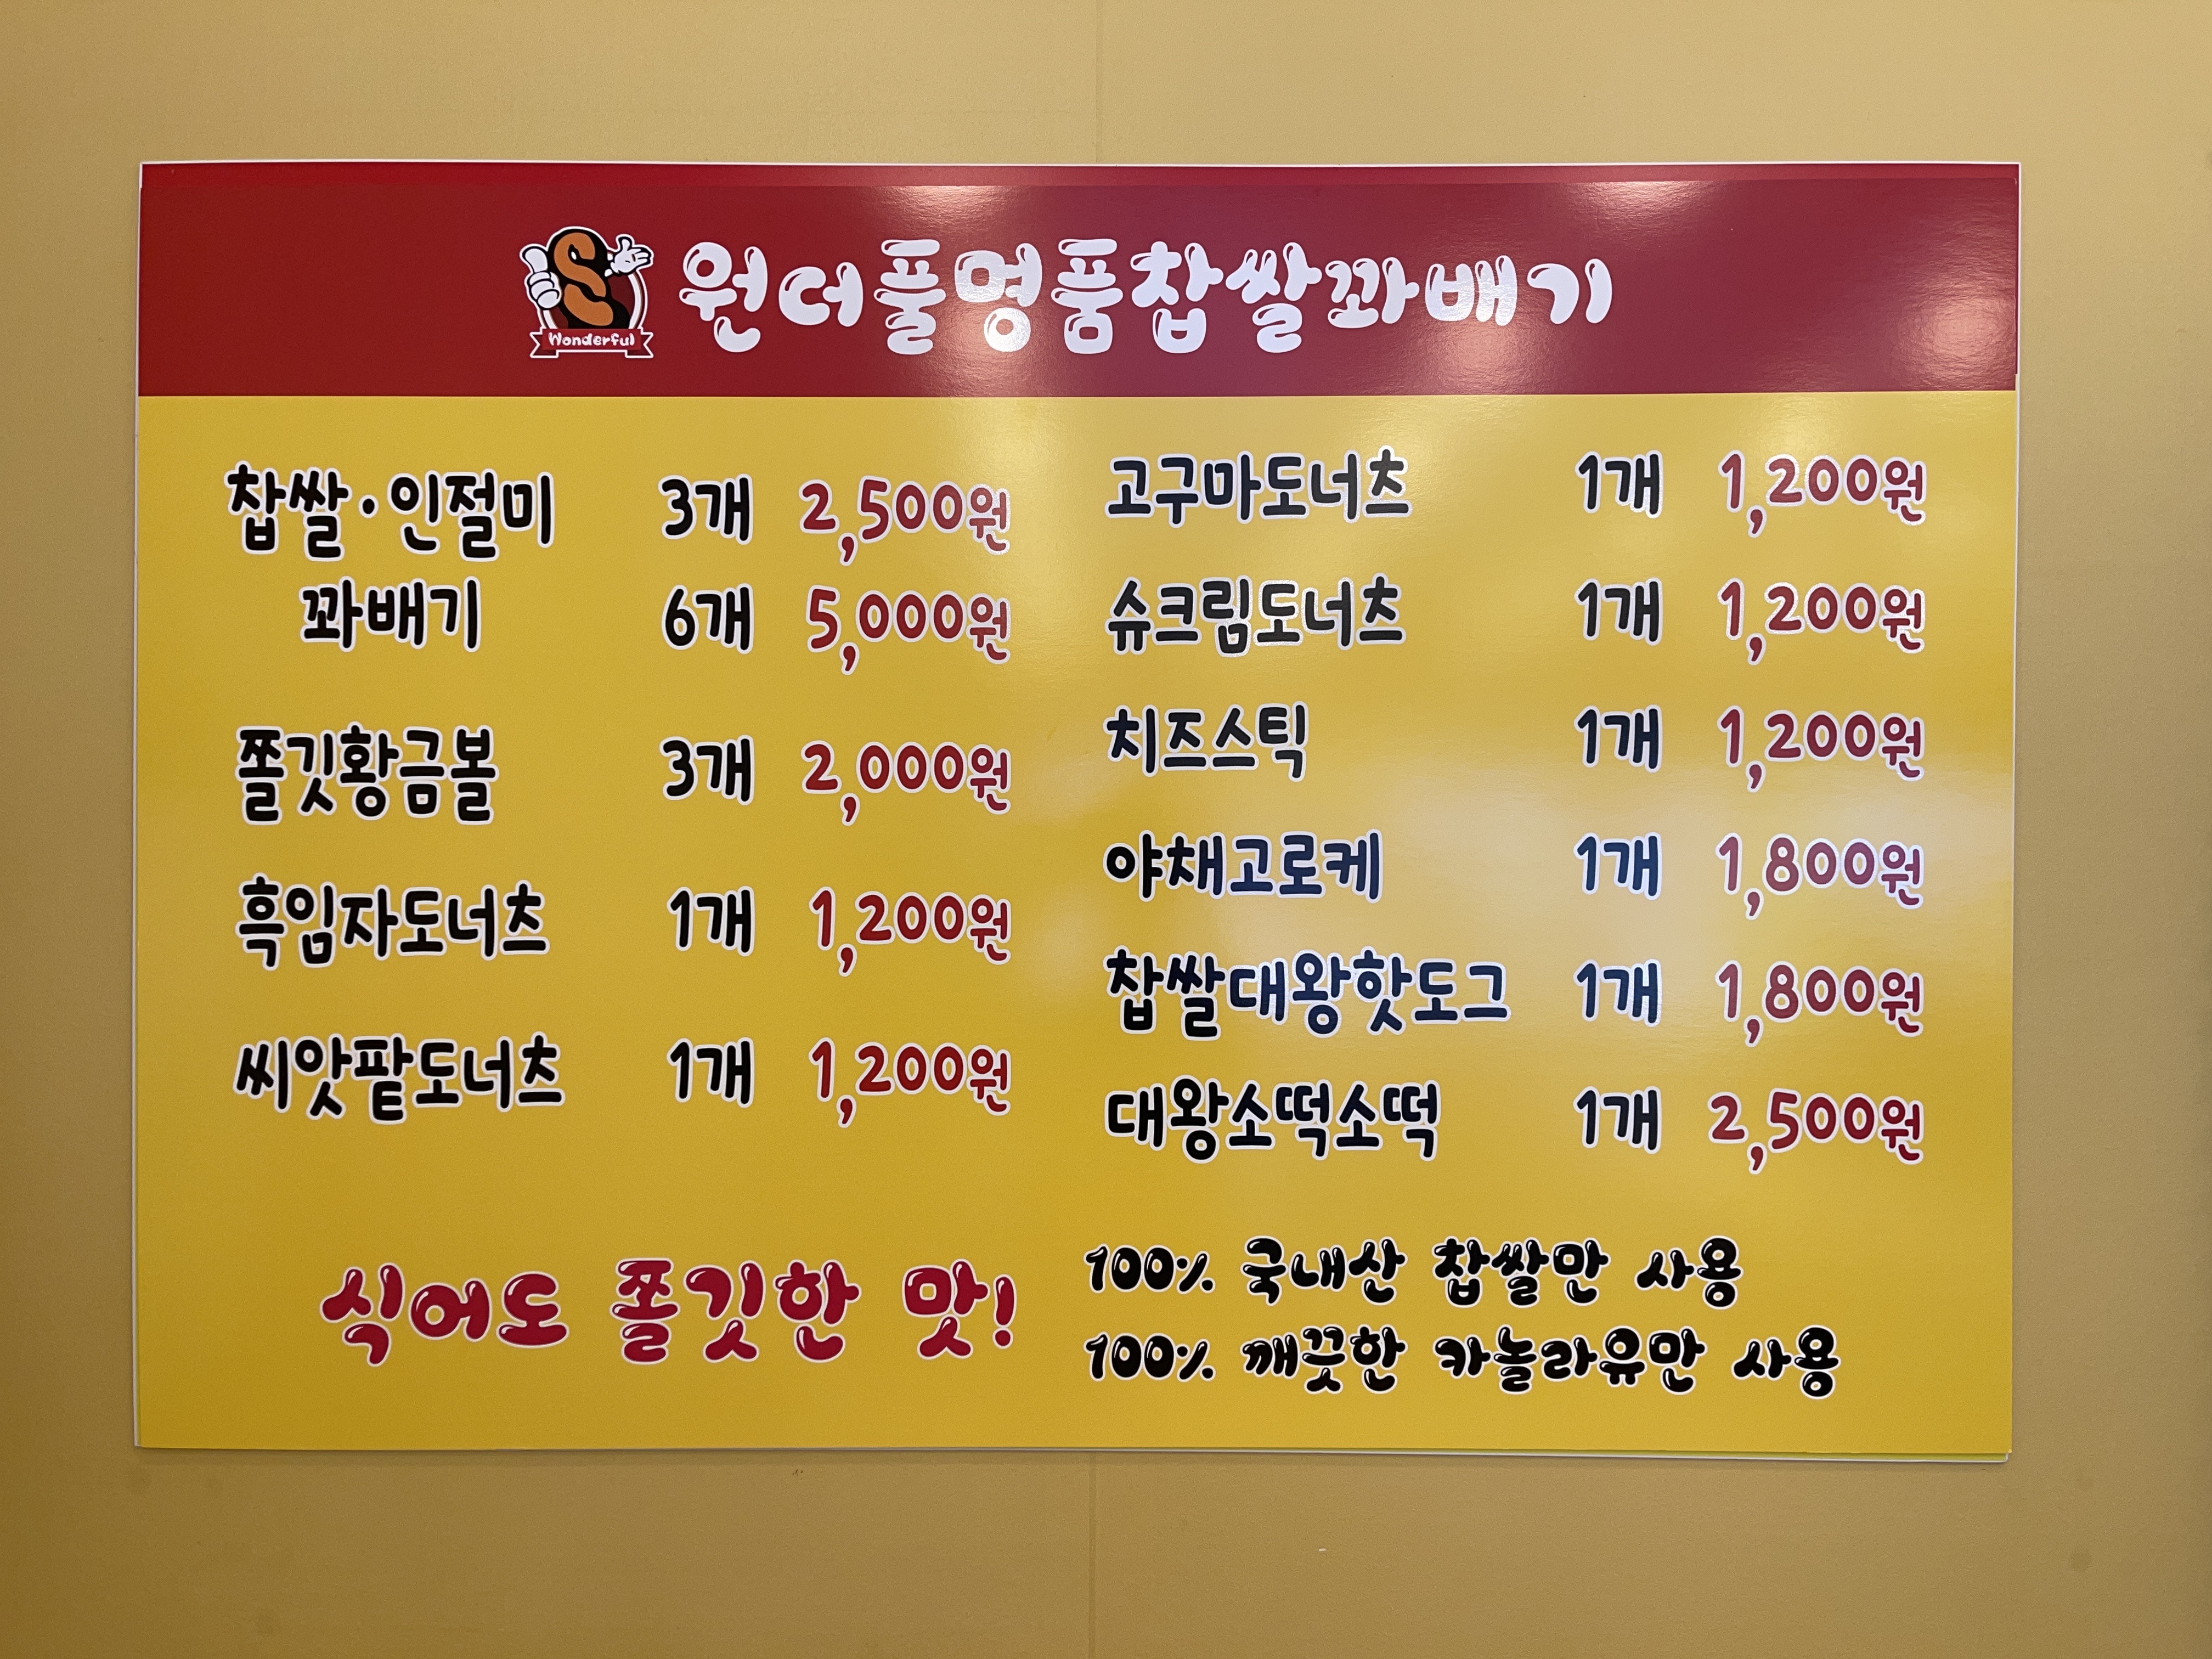 Wonderful
원더풀명품찹쌀꽈배기
찹쌀·인절미 3개 2,500원
꽈배기 6개 5,000원
쫄깃황금볼 3개 2,000원
흑임자도너츠 1개 1,200원
씨앗팥도너츠 1개 1,200원
식어도 쫄깃한 맛!
고구마도너츠 1개 1,200원
슈크림도너츠 1개 1,200원
치즈스틱 1개 1,200원
야채고로케 1개 1,800원
찹쌀대왕핫도그 1개 1,800원
대왕소떡소떡 1개 2,500원
100% 국내산 찹쌀만 사용
100% 깨끗한 카놀라유만 사용